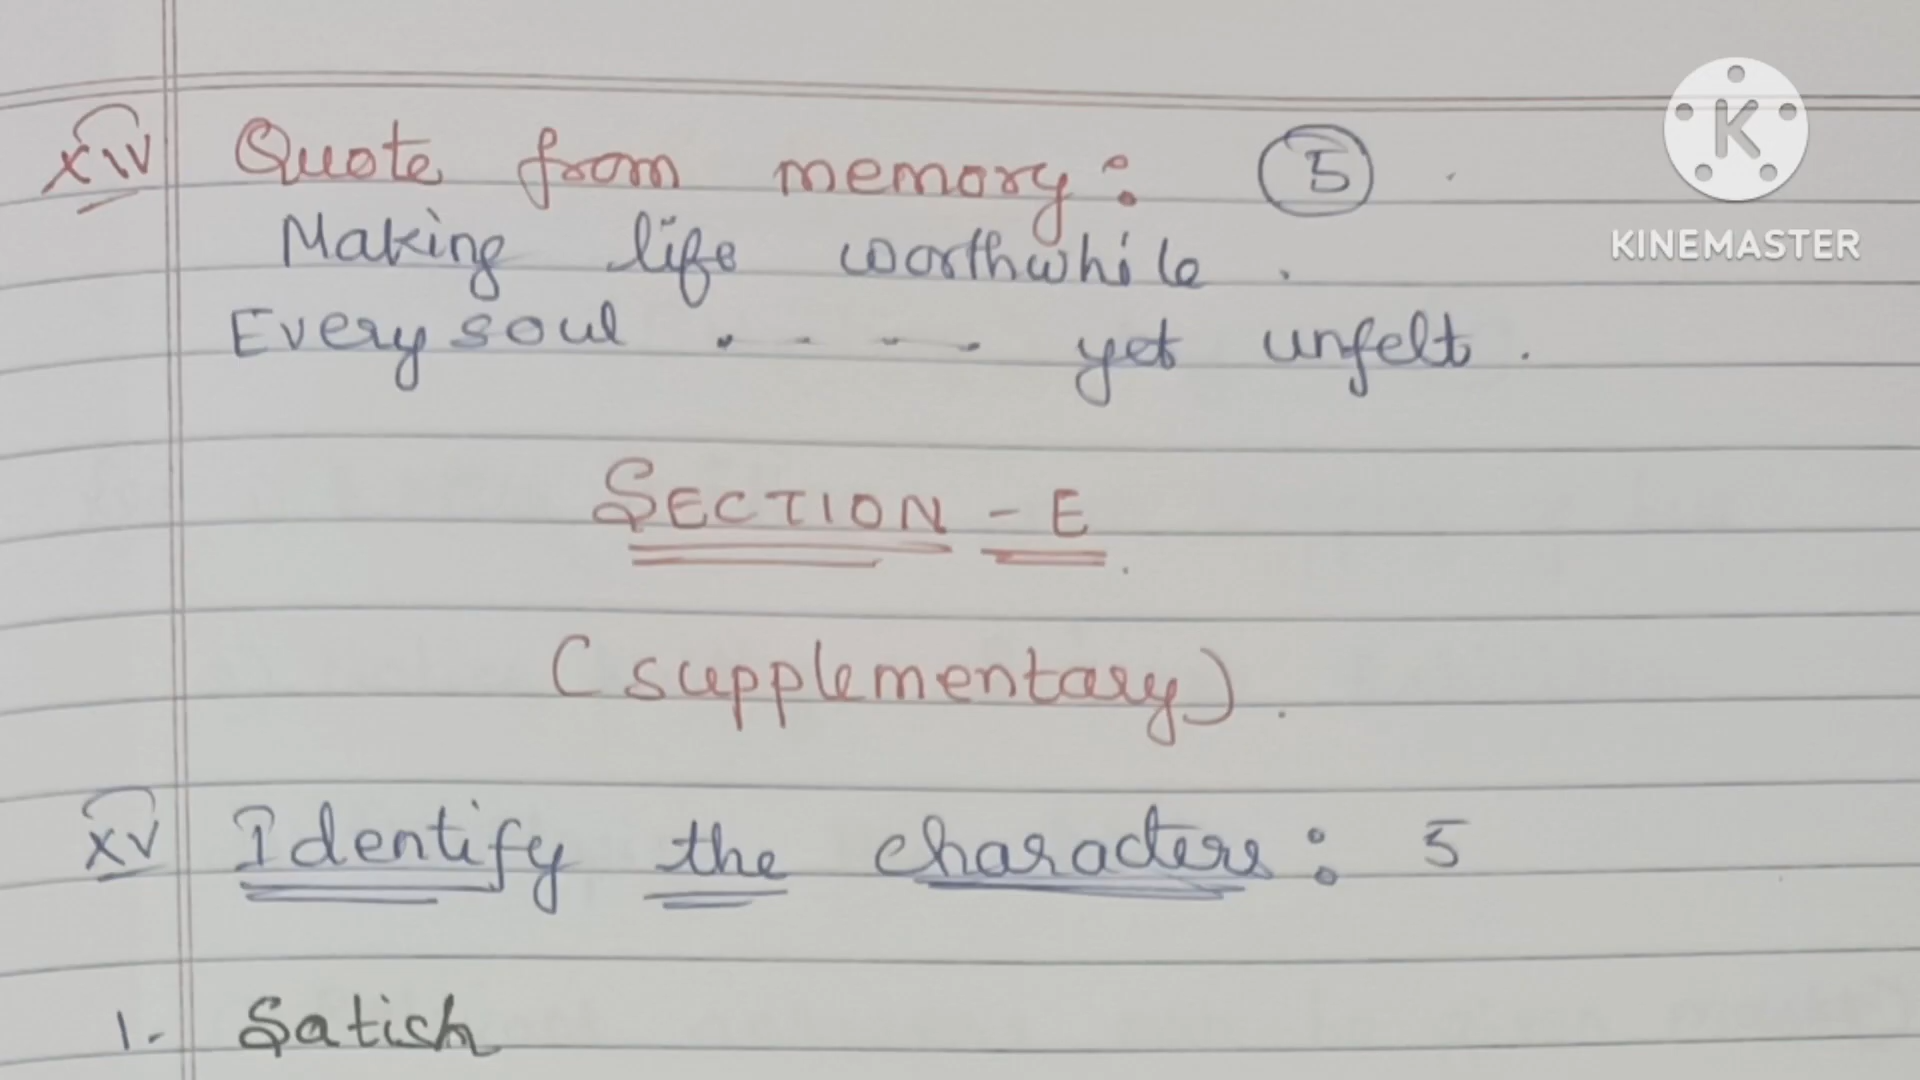 XIV Quote from memory : 5
Making life worthwhile .
Every soul . - - - . yet unfelt .
SECTION - E
(supplementary) .
XV Identify the characters : 5
1. Satish
K
KINEMASTER